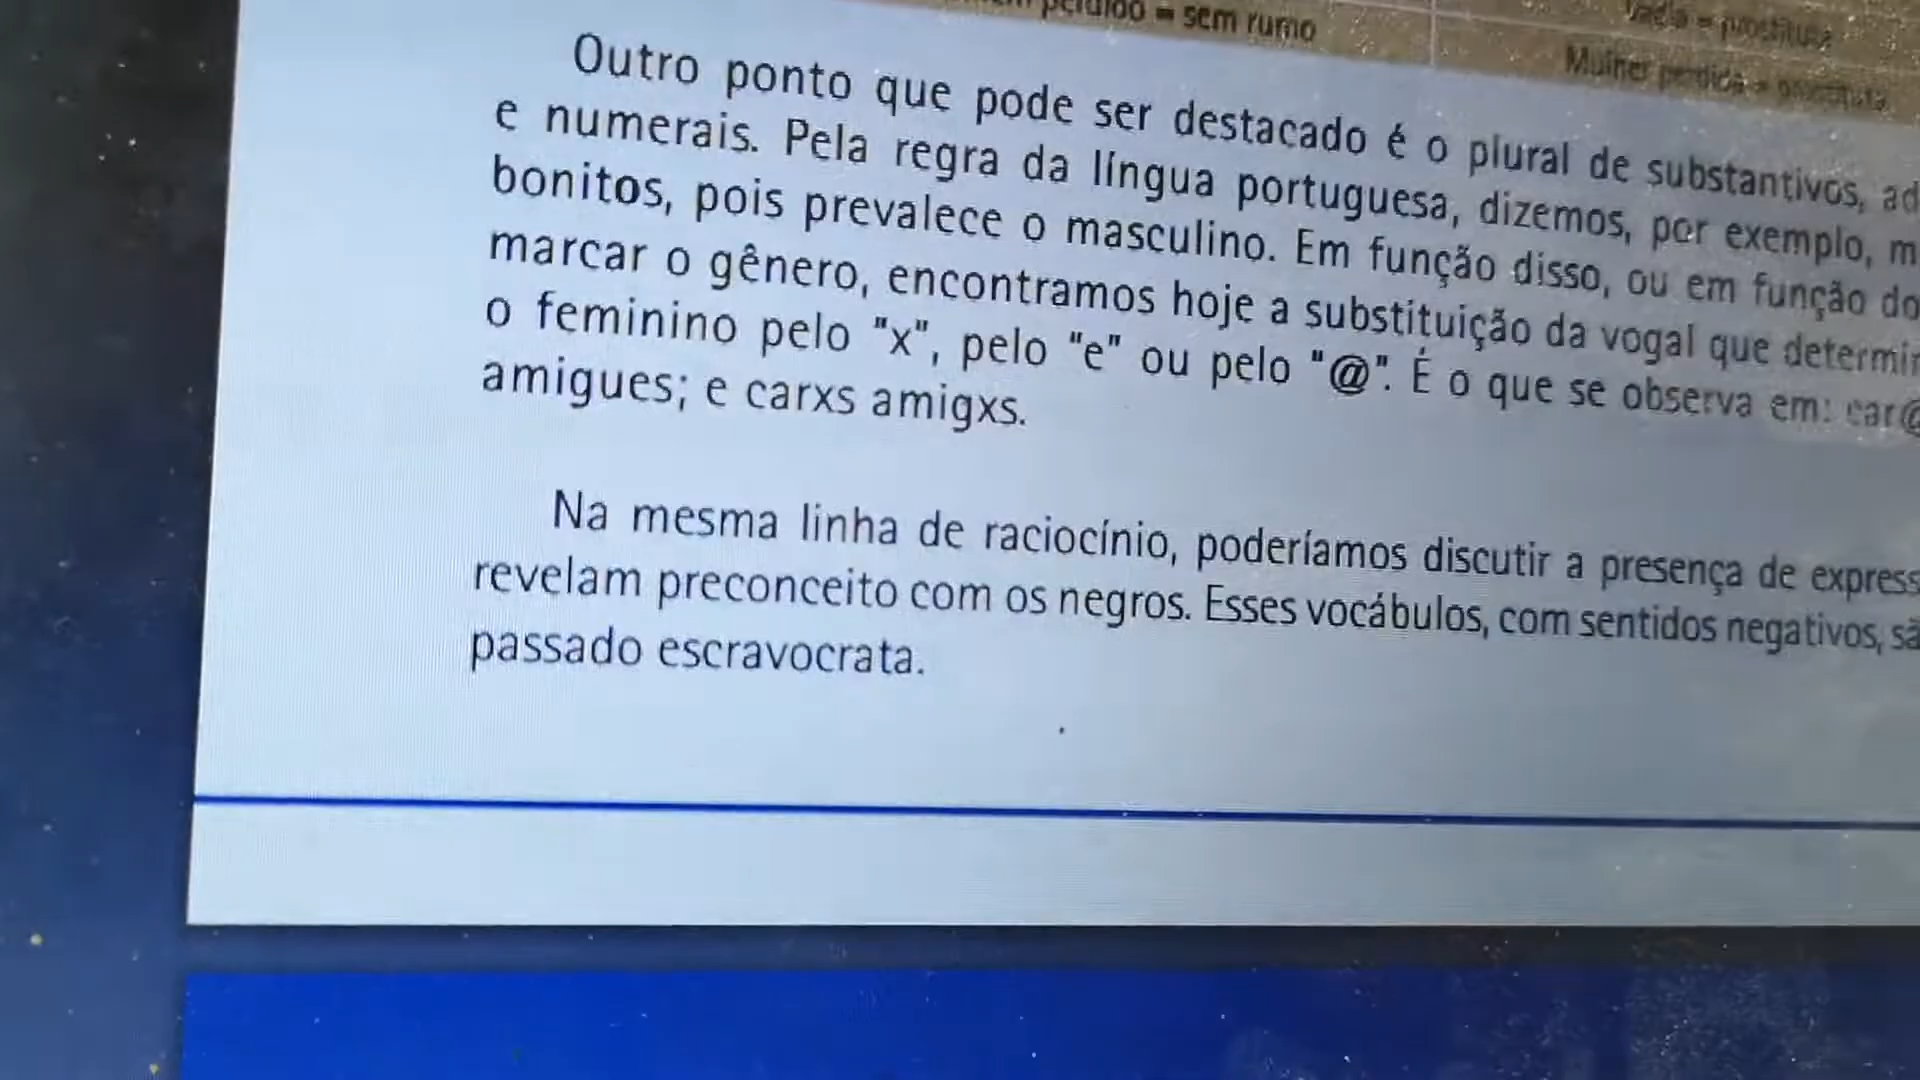 perdido = sem rumo
Vadia = prostituta
Mulher perdida = prostituta
Outro ponto que pode ser destacado é o plural de substantivos, ad
e numerais. Pela regra da língua portuguesa, dizemos, por exemplo, m
bonitos, pois prevalece o masculino. Em função disso, ou em função do
marcar o gênero, encontramos hoje a substituição da vogal que determin
o feminino pelo "x", pelo "e" ou pelo "@". É o que se observa em: car@
amigues; e carxs amigxs.
Na mesma linha de raciocínio, poderíamos discutir a presença de express
revelam preconceito com os negros. Esses vocábulos, com sentidos negativos, sã
passado escravocrata.